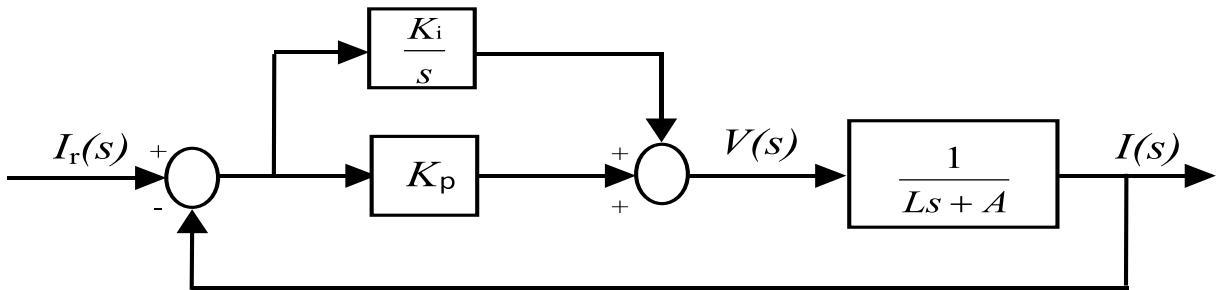 Ki
s
Ir(s)
+
-
Kp
+
+
V(s)
1
Ls + A
I(s)